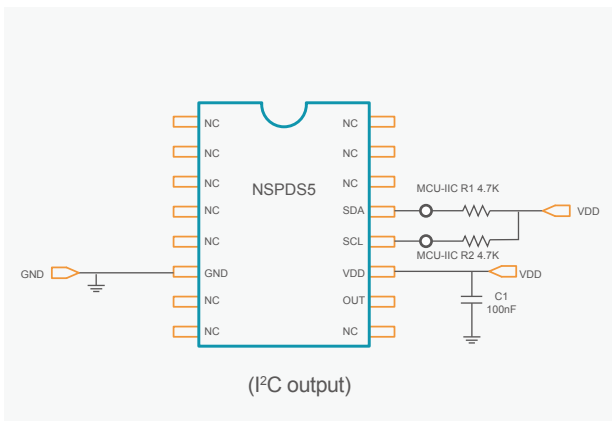 NC NC
NC NC
NC NC
NSPDS5
MCU-IIC R1 4.7K
NC SDA VDD
NC SCL
MCU-IIC R2 4.7K
GND GND VDD VDD
NC OUT
C1
100nF
NC NC
(I²C output)